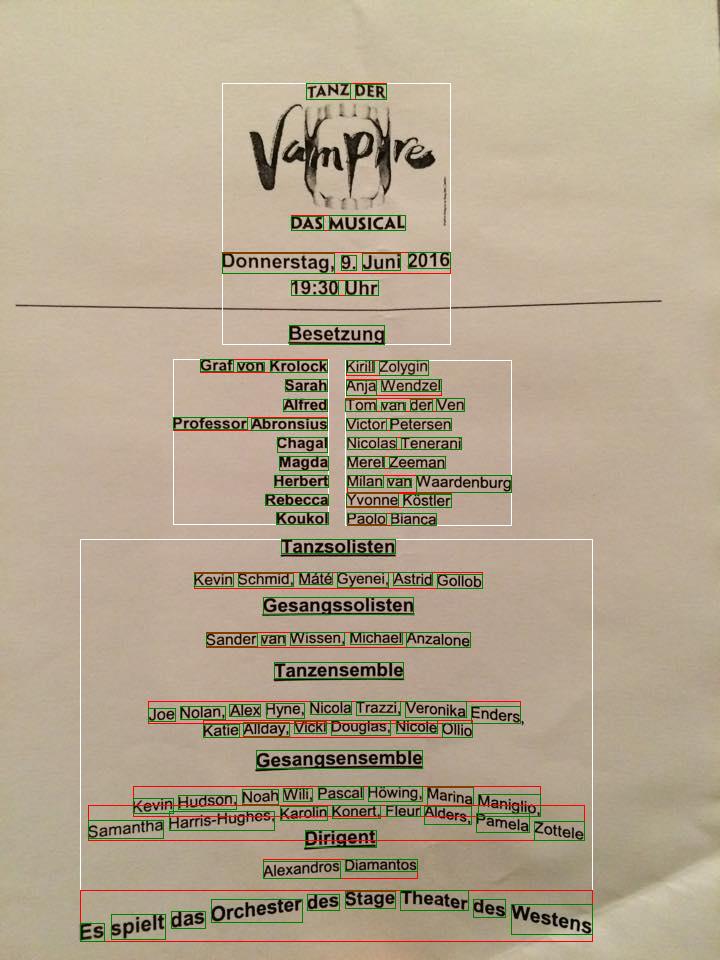 TANZ DER
Vampire
DAS MUSICAL
Donnerstag, 9. Juni 2016
19:30 Uhr
Besetzung
Graf von Krolock Kirill Zolygin
Sarah Anja Wendzel
Alfred Tom van der Ven
Professor Abronsius Victor Petersen
Chagal Nicolas Tenerani
Magda Merel Zeeman
Herbert Milan van Waardenburg
Rebecca Yvonne Köstler
Koukol Paolo Bianca
Tanzsolisten
Kevin Schmid, Máté Gyenei, Astrid Gollob
Gesangssolisten
Sander van Wissen, Michael Anzalone
Tanzensemble
Joe Nolan, Alex Hyne, Nicola Trazzi, Veronika Enders,
Katie Allday, Vicki Douglas, Nicole Ollio
Gesangsensemble
Kevin Hudson, Noah Wili, Pascal Höwing, Marina Maniglio,
Samantha Harris-Hughes, Karolin Konert, Fleur Alders, Pamela Zottele
Dirigent
Alexandros Diamantos
Es spielt das Orchester des Stage Theater des Westens